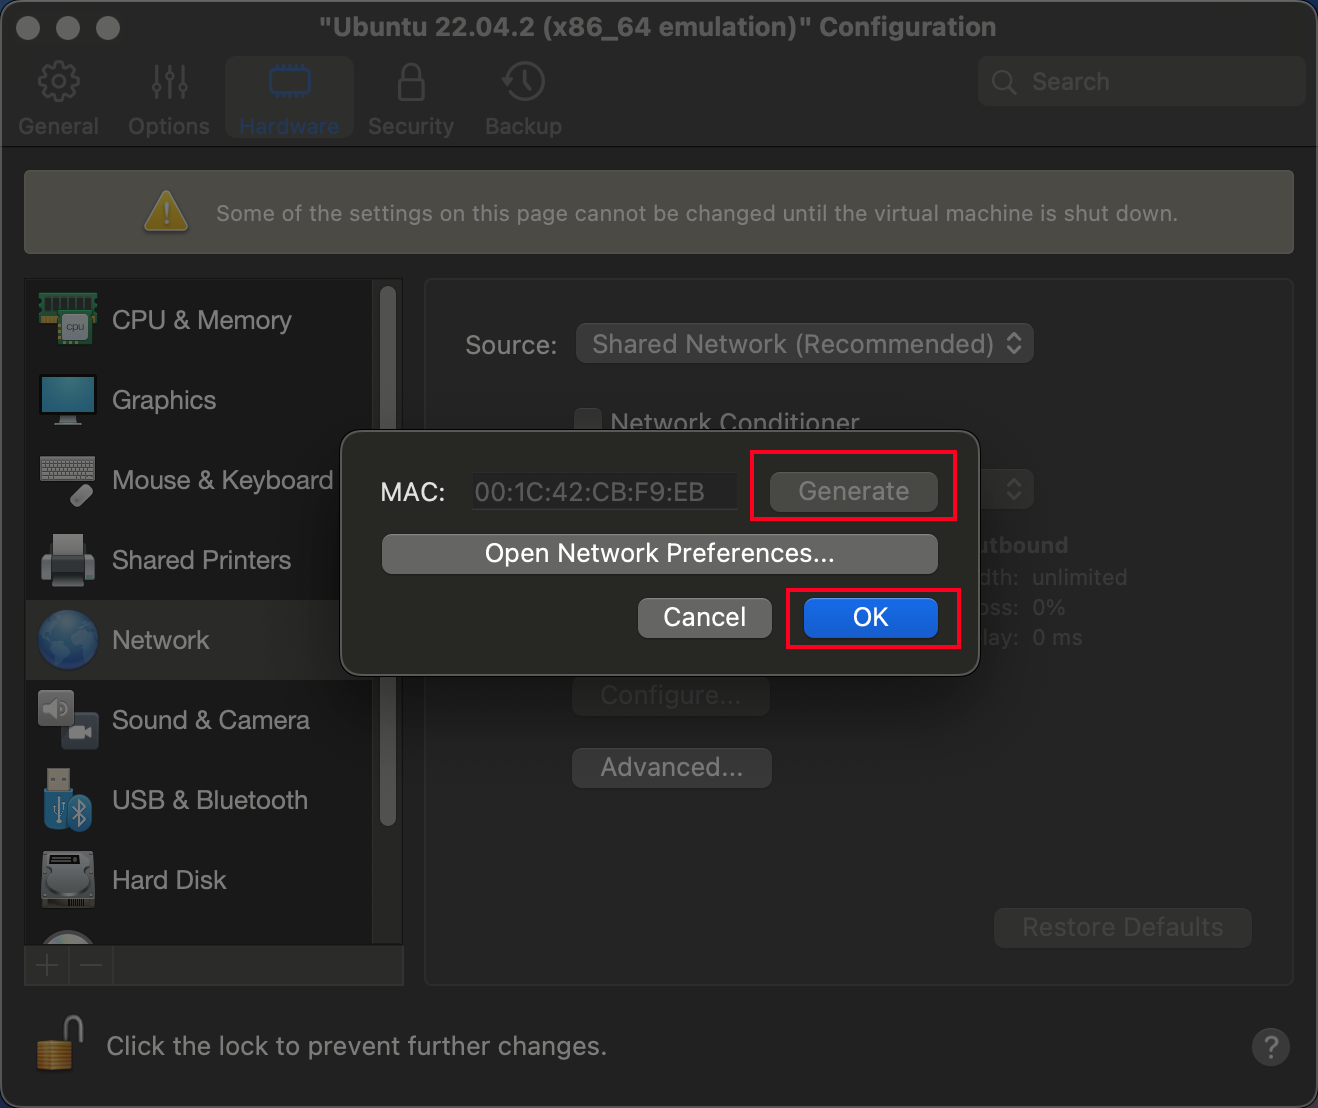 "Ubuntu 22.04.2 (x86_64 emulation)" Configuration
General Options Hardware Security Backup
Search
Some of the settings on this page cannot be changed until the virtual machine is shut down.
CPU & Memory
cpu
Graphics
Mouse & Keyboard
Shared Printers
Network
Sound & Camera
USB & Bluetooth
Hard Disk
Source: Shared Network (Recommended)
Network Conditioner
MAC: 00:1C:42:CB:F9:EB Generate
Open Network Preferences...
Cancel OK
unlimited
0%
0 ms
Configure...
Advanced...
Restore Defaults
Click the lock to prevent further changes.
?